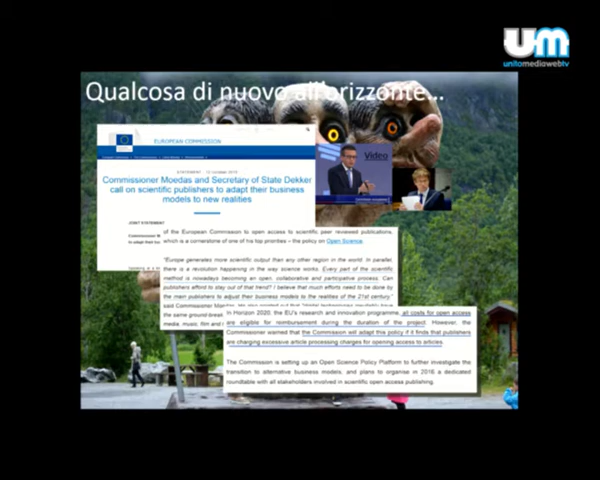 um
unitomediawebtv
Qualcosa di nuovo all'orizzonte...
EUROPEAN COMMISSION
Video
Commissioner Moedas and Secretary of State Dekker
call on scientific publishers to adapt their business
models to new realities
JOINT STATEMENT
of the European Commission to open access to scientific peer reviewed publications,
which is a cornerstone of one of his top priorities – the policy on Open Science.
"Europe generates more scientific output than any other region in the world. In parallel,
there is a revolution happening in the way science works. Every part of the scientific
method is nowadays becoming an open, collaborative and participative process. Can
publishers afford to stay out of that trend? I believe that much efforts need to be done by
the main publishers to adjust their business models to the realities of the 21st century."
said Commissioner
the same ground break
media, music, film and
In Horizon 2020, the EU's research and innovation programme, all costs for open access
are eligible for reimbursement during the duration of the project. However, the
Commissioner warned that the Commission will adapt this policy if it finds that publishers
are charging excessive article processing charges for opening access to articles.
The Commission is setting up an Open Science Policy Platform to further investigate the
transition to alternative business models, and plans to organise in 2016 a dedicated
roundtable with all stakeholders involved in scientific open access publishing.